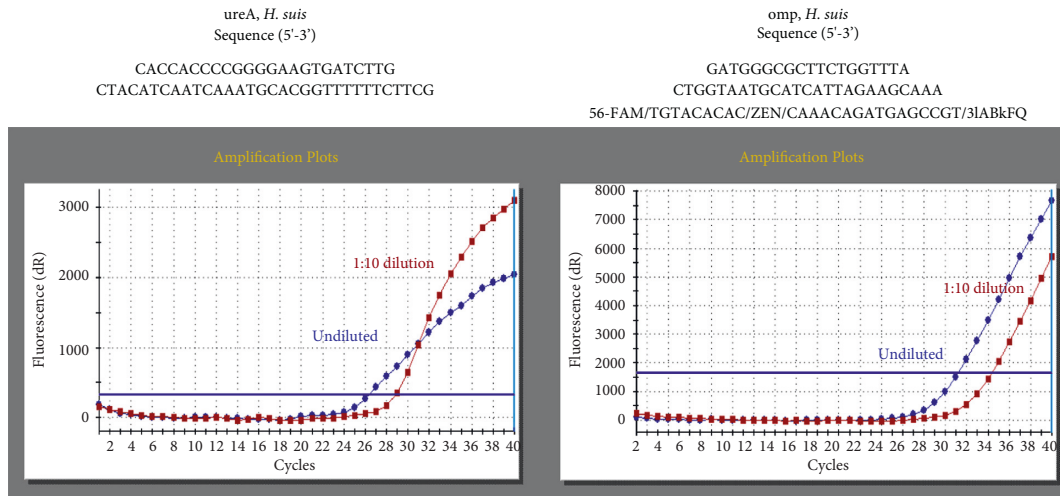 ureA, H. suis
Sequence (5'-3')
CACCACCCCGGGGAAGTGATCTTG
CTACATCAATCAAATGCACGGTTTTTTCTTCG
omp, H. suis
Sequence (5'-3')
GATGGGCGCTTCTGGTTTA
CTGGTAATGCATCATTAGAAGCAAA
56-FAM/TGTACACAC/ZEN/CAAACAGATGAGCCGT/3lABkFQ
Amplification Plots
Fluorescence (dR)
3000
2000
1000
0
1:10 dilution
Undiluted
2 4 6 8 10 12 14 16 18 20 22 24 26 28 30 32 34 36 38 40
Cycles
Amplification Plots
Fluorescence (dR)
8000
7000
6000
5000
4000
3000
2000
1000
0
1:10 dilution
Undiluted
2 4 6 8 10 12 14 16 18 20 22 24 26 28 30 32 34 36 38 40
Cycles